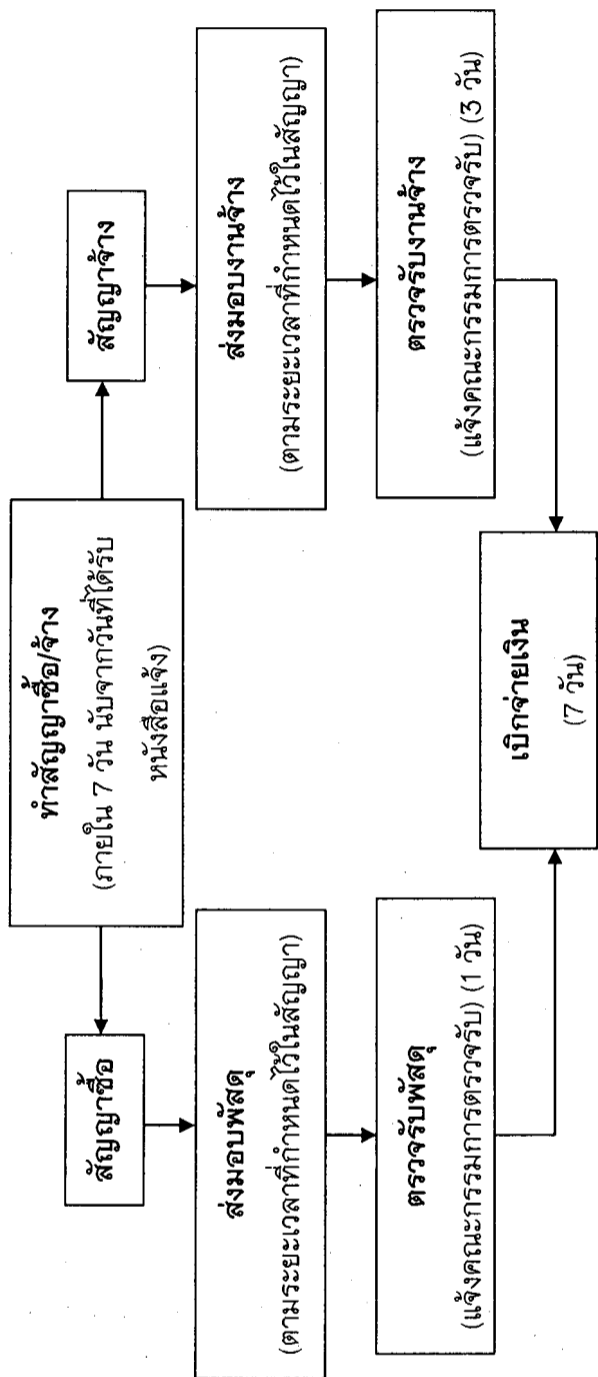 ทำสัญญาซื้อ/จ้าง
(ภายใน 7 วัน นับจากวันที่ได้รับ
หนังสือแจ้ง)
สัญญาซื้อ
สัญญาจ้าง
ส่งมอบพัสดุ
(ตามระยะเวลาที่กำหนดไว้ในสัญญา)
ส่งมอบงานจ้าง
(ตามระยะเวลาที่กำหนดไว้ในสัญญา)
ตรวจรับพัสดุ
(แจ้งคณะกรรมการตรวจรับ) (1 วัน)
ตรวจรับงานจ้าง
(แจ้งคณะกรรมการตรวจรับ) (3 วัน)
เบิกจ่ายเงิน
(7 วัน)